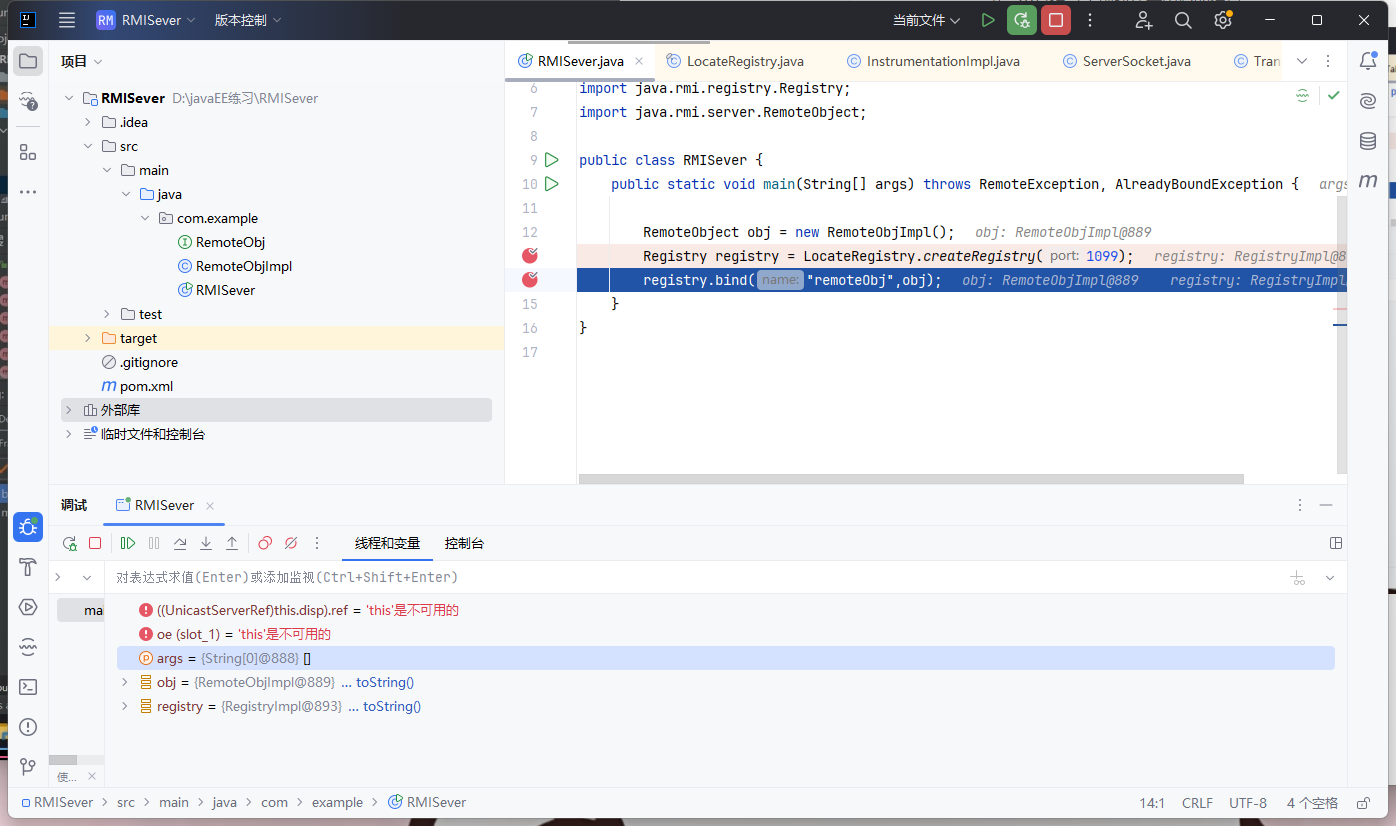 RM RMISever 版本控制 当前文件
项目
RMISever D:\javaEE练习\RMISever
.idea
src
main
java
com.example
RemoteObj
RemoteObjImpl
RMISever
test
target
.gitignore
pom.xml
外部库
临时文件和控制台
RMISever.java LocateRegistry.java InstrumentationImpl.java ServerSocket.java Tran
6 import java.rmi.registry.Registry;
7 import java.rmi.server.RemoteObject;
8
9 public class RMISever {
10 public static void main(String[] args) throws RemoteException, AlreadyBoundException { args
11
12 RemoteObject obj = new RemoteObjImpl(); obj: RemoteObjImpl@889
Registry registry = LocateRegistry.createRegistry( port: 1099); registry: RegistryImpl@8
registry.bind( name: "remoteObj",obj); obj: RemoteObjImpl@889 registry: RegistryImpl
15 }
16 }
17
调试 RMISever
线程和变量 控制台
对表达式求值(Enter)或添加监视(Ctrl+Shift+Enter)
mai
((UnicastServerRef)this.disp).ref = 'this'是不可用的
oe (slot_1) = 'this'是不可用的
args = {String[0]@888} []
obj = {RemoteObjImpl@889} ... toString()
registry = {RegistryImpl@893} ... toString()
使...
RMISever > src > main > java > com > example > RMISever 14:1 CRLF UTF-8 4 个空格